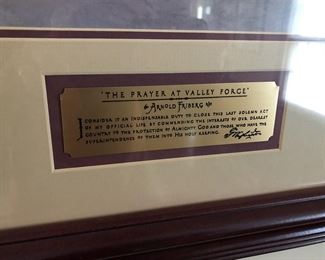 "THE PRAYER AT VALLEY FORGE"
by ARNOLD FRIBERG
I CONSIDER IT AN INDISPENSABLE DUTY TO CLOSE THIS LAST SOLEMN ACT
OF MY OFFICIAL LIFE BY COMMENDING THE INTERESTS OF OUR DEAREST
COUNTRY TO THE PROTECTION OF ALMIGHTY GOD AND THOSE WHO HAVE THE
SUPERINTENDENCE OF THEM INTO HIS HOLY KEEPING. G Washington